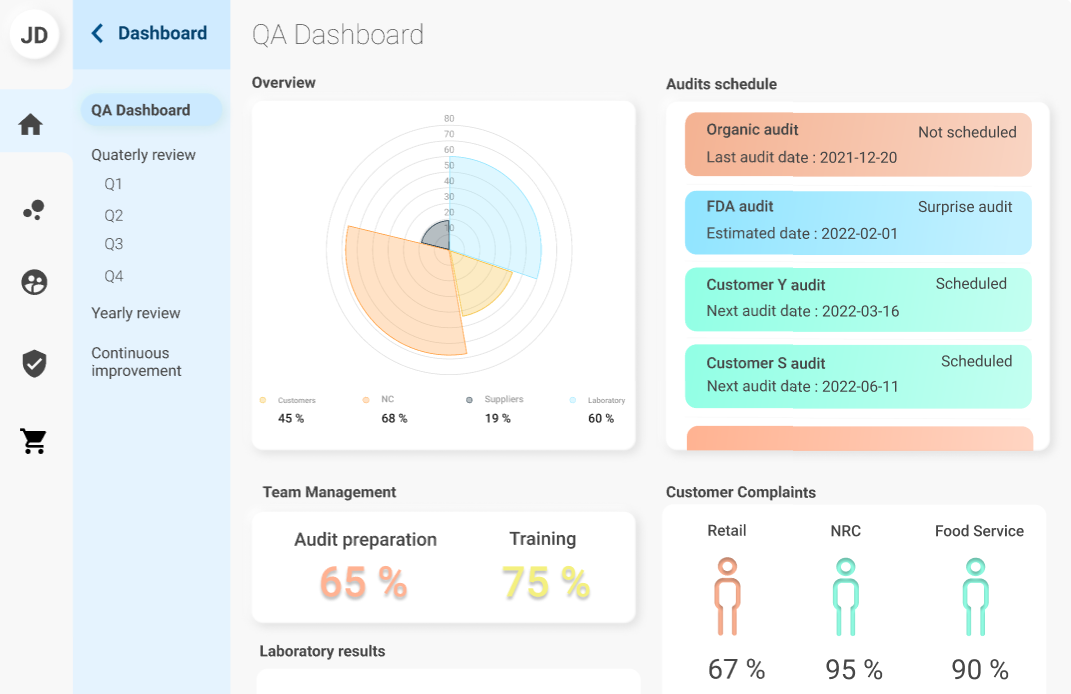 JD
Dashboard
QA Dashboard
Quaterly review
Q1
Q2
Q3
Q4
Yearly review
Continuous
improvement
QA Dashboard
Overview
80
70
60
50
40
30
20
10
Customers
NC
Suppliers
Laboratory
45 %
68 %
19 %
60 %
Audits schedule
Organic audit
Not scheduled
Last audit date : 2021-12-20
FDA audit
Surprise audit
Estimated date : 2022-02-01
Customer Y audit
Scheduled
Next audit date : 2022-03-16
Customer S audit
Scheduled
Next audit date : 2022-06-11
Team Management
Audit preparation
Training
65 %
75 %
Customer Complaints
Retail
NRC
Food Service
67 %
95 %
90 %
Laboratory results